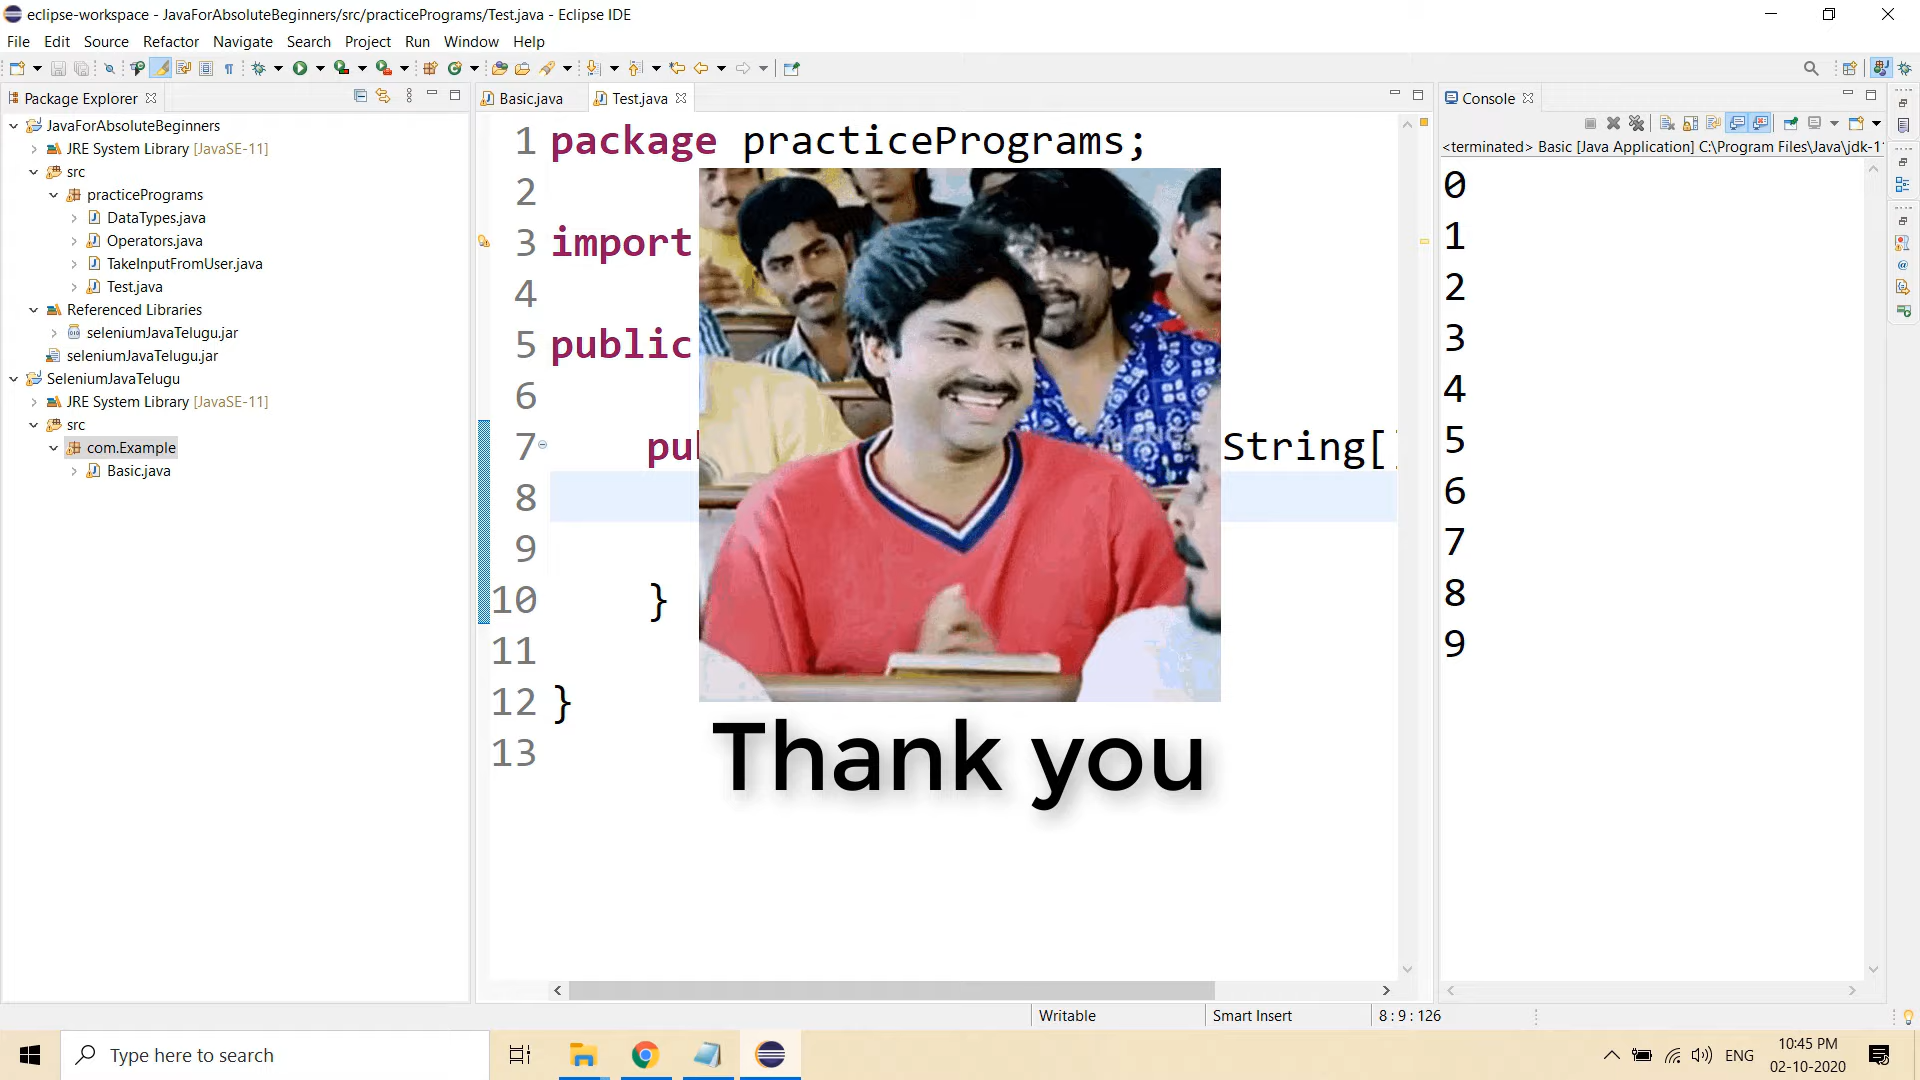 eclipse-workspace - JavaForAbsoluteBeginners/src/practicePrograms/Test.java - Eclipse IDE
File Edit Source Refactor Navigate Search Project Run Window Help
Package Explorer
JavaForAbsoluteBeginners
JRE System Library [JavaSE-11]
src
practicePrograms
DataTypes.java
Operators.java
TakeInputFromUser.java
Test.java
Referenced Libraries
seleniumJavaTelugu.jar
seleniumJavaTelugu.jar
SeleniumJavaTelugu
JRE System Library [JavaSE-11]
src
com.Example
Basic.java
Basic.java Test.java
1 package practicePrograms;
2
3 import
4
5 public
6
7 pu String[]
8
9
10 }
11
12 }
13
Thank you
Console
<terminated> Basic [Java Application] C:\Program Files\Java\jdk-1
0
1
2
3
4
5
6
7
8
9
Writable Smart Insert 8 : 9 : 126
Type here to search
ENG
10:45 PM
02-10-2020